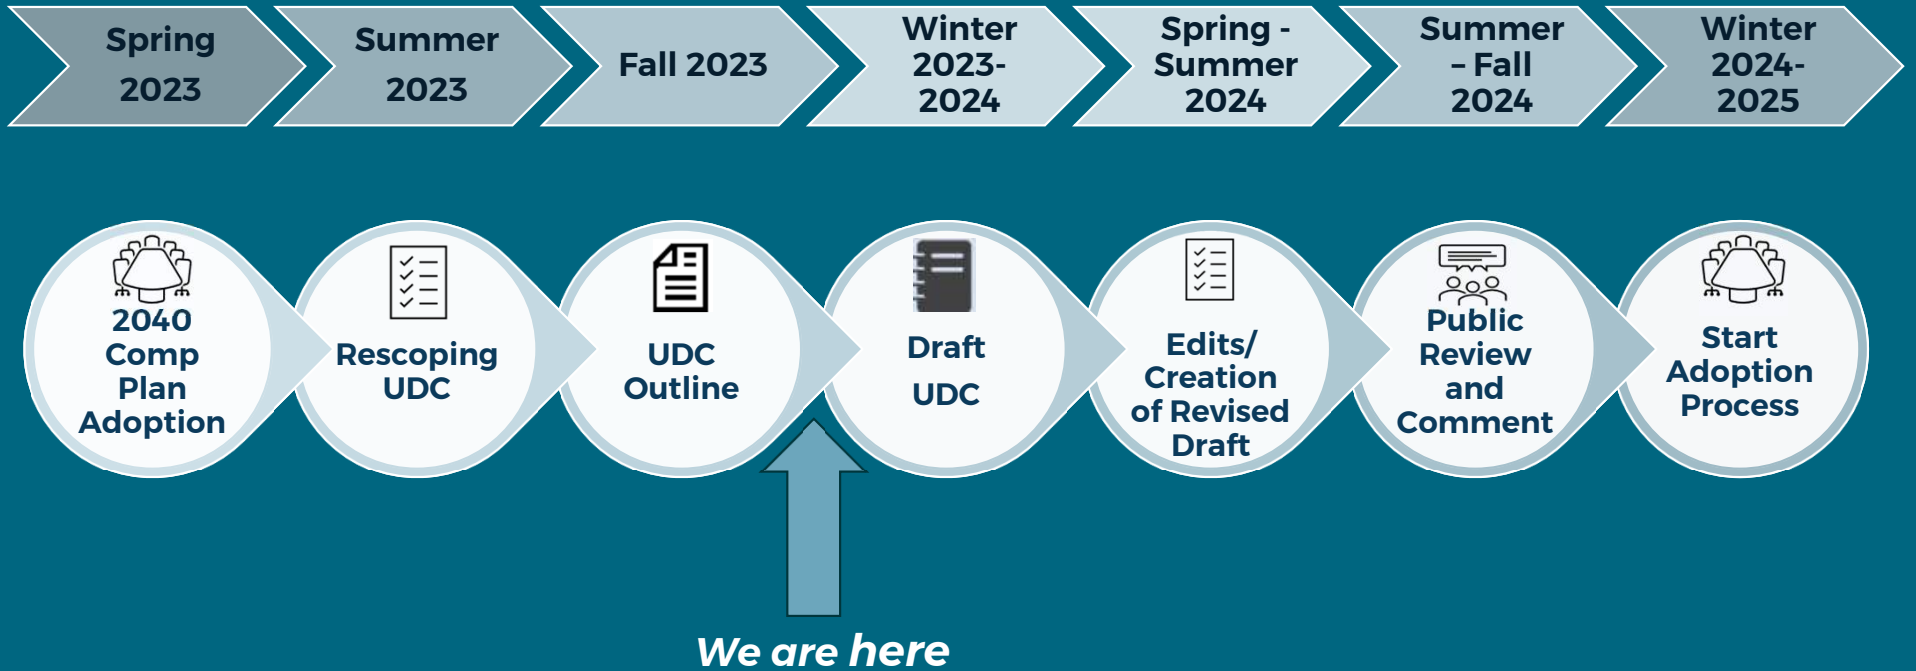 Spring
2023
Summer
2023
Fall 2023
Winter
2023-
2024
Spring -
Summer
2024
Summer
– Fall
2024
Winter
2024-
2025
2040
Comp
Plan
Adoption
Rescoping
UDC
UDC
Outline
Draft
UDC
Edits/
Creation
of Revised
Draft
Public
Review
and
Comment
Start
Adoption
Process
We are here